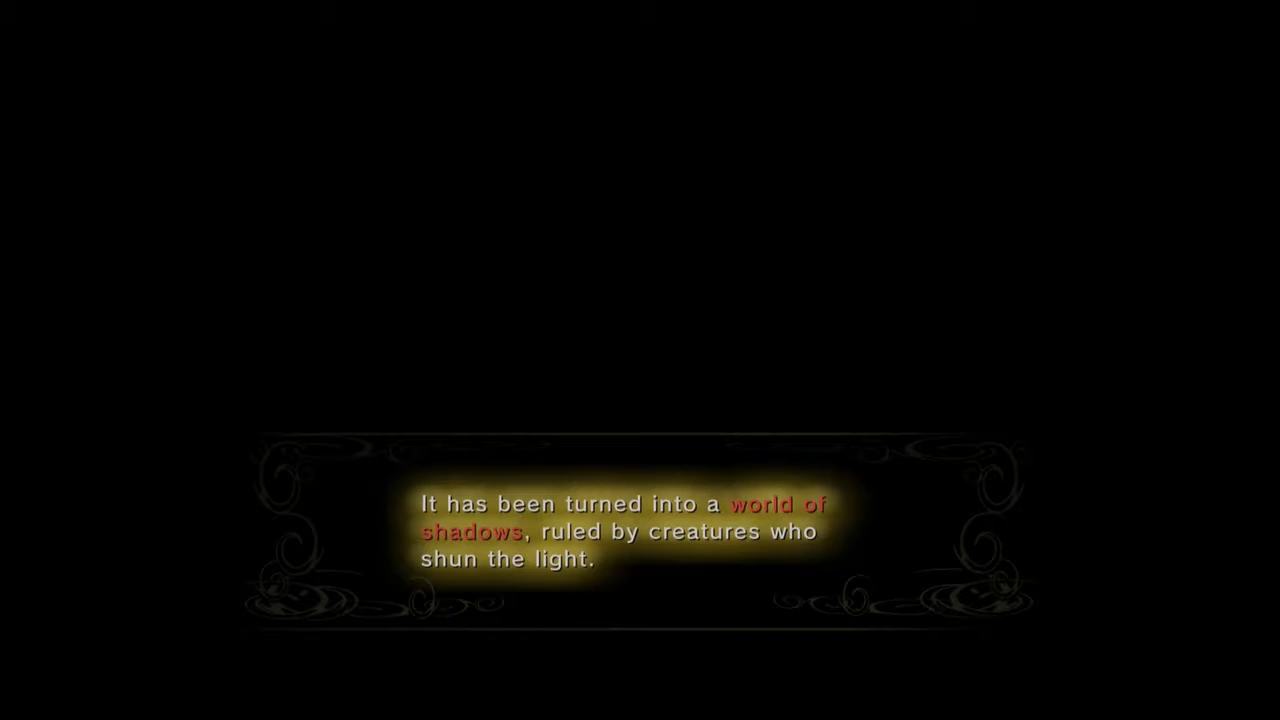 It has been turned into a world of
shadows, ruled by creatures who
shun the light.